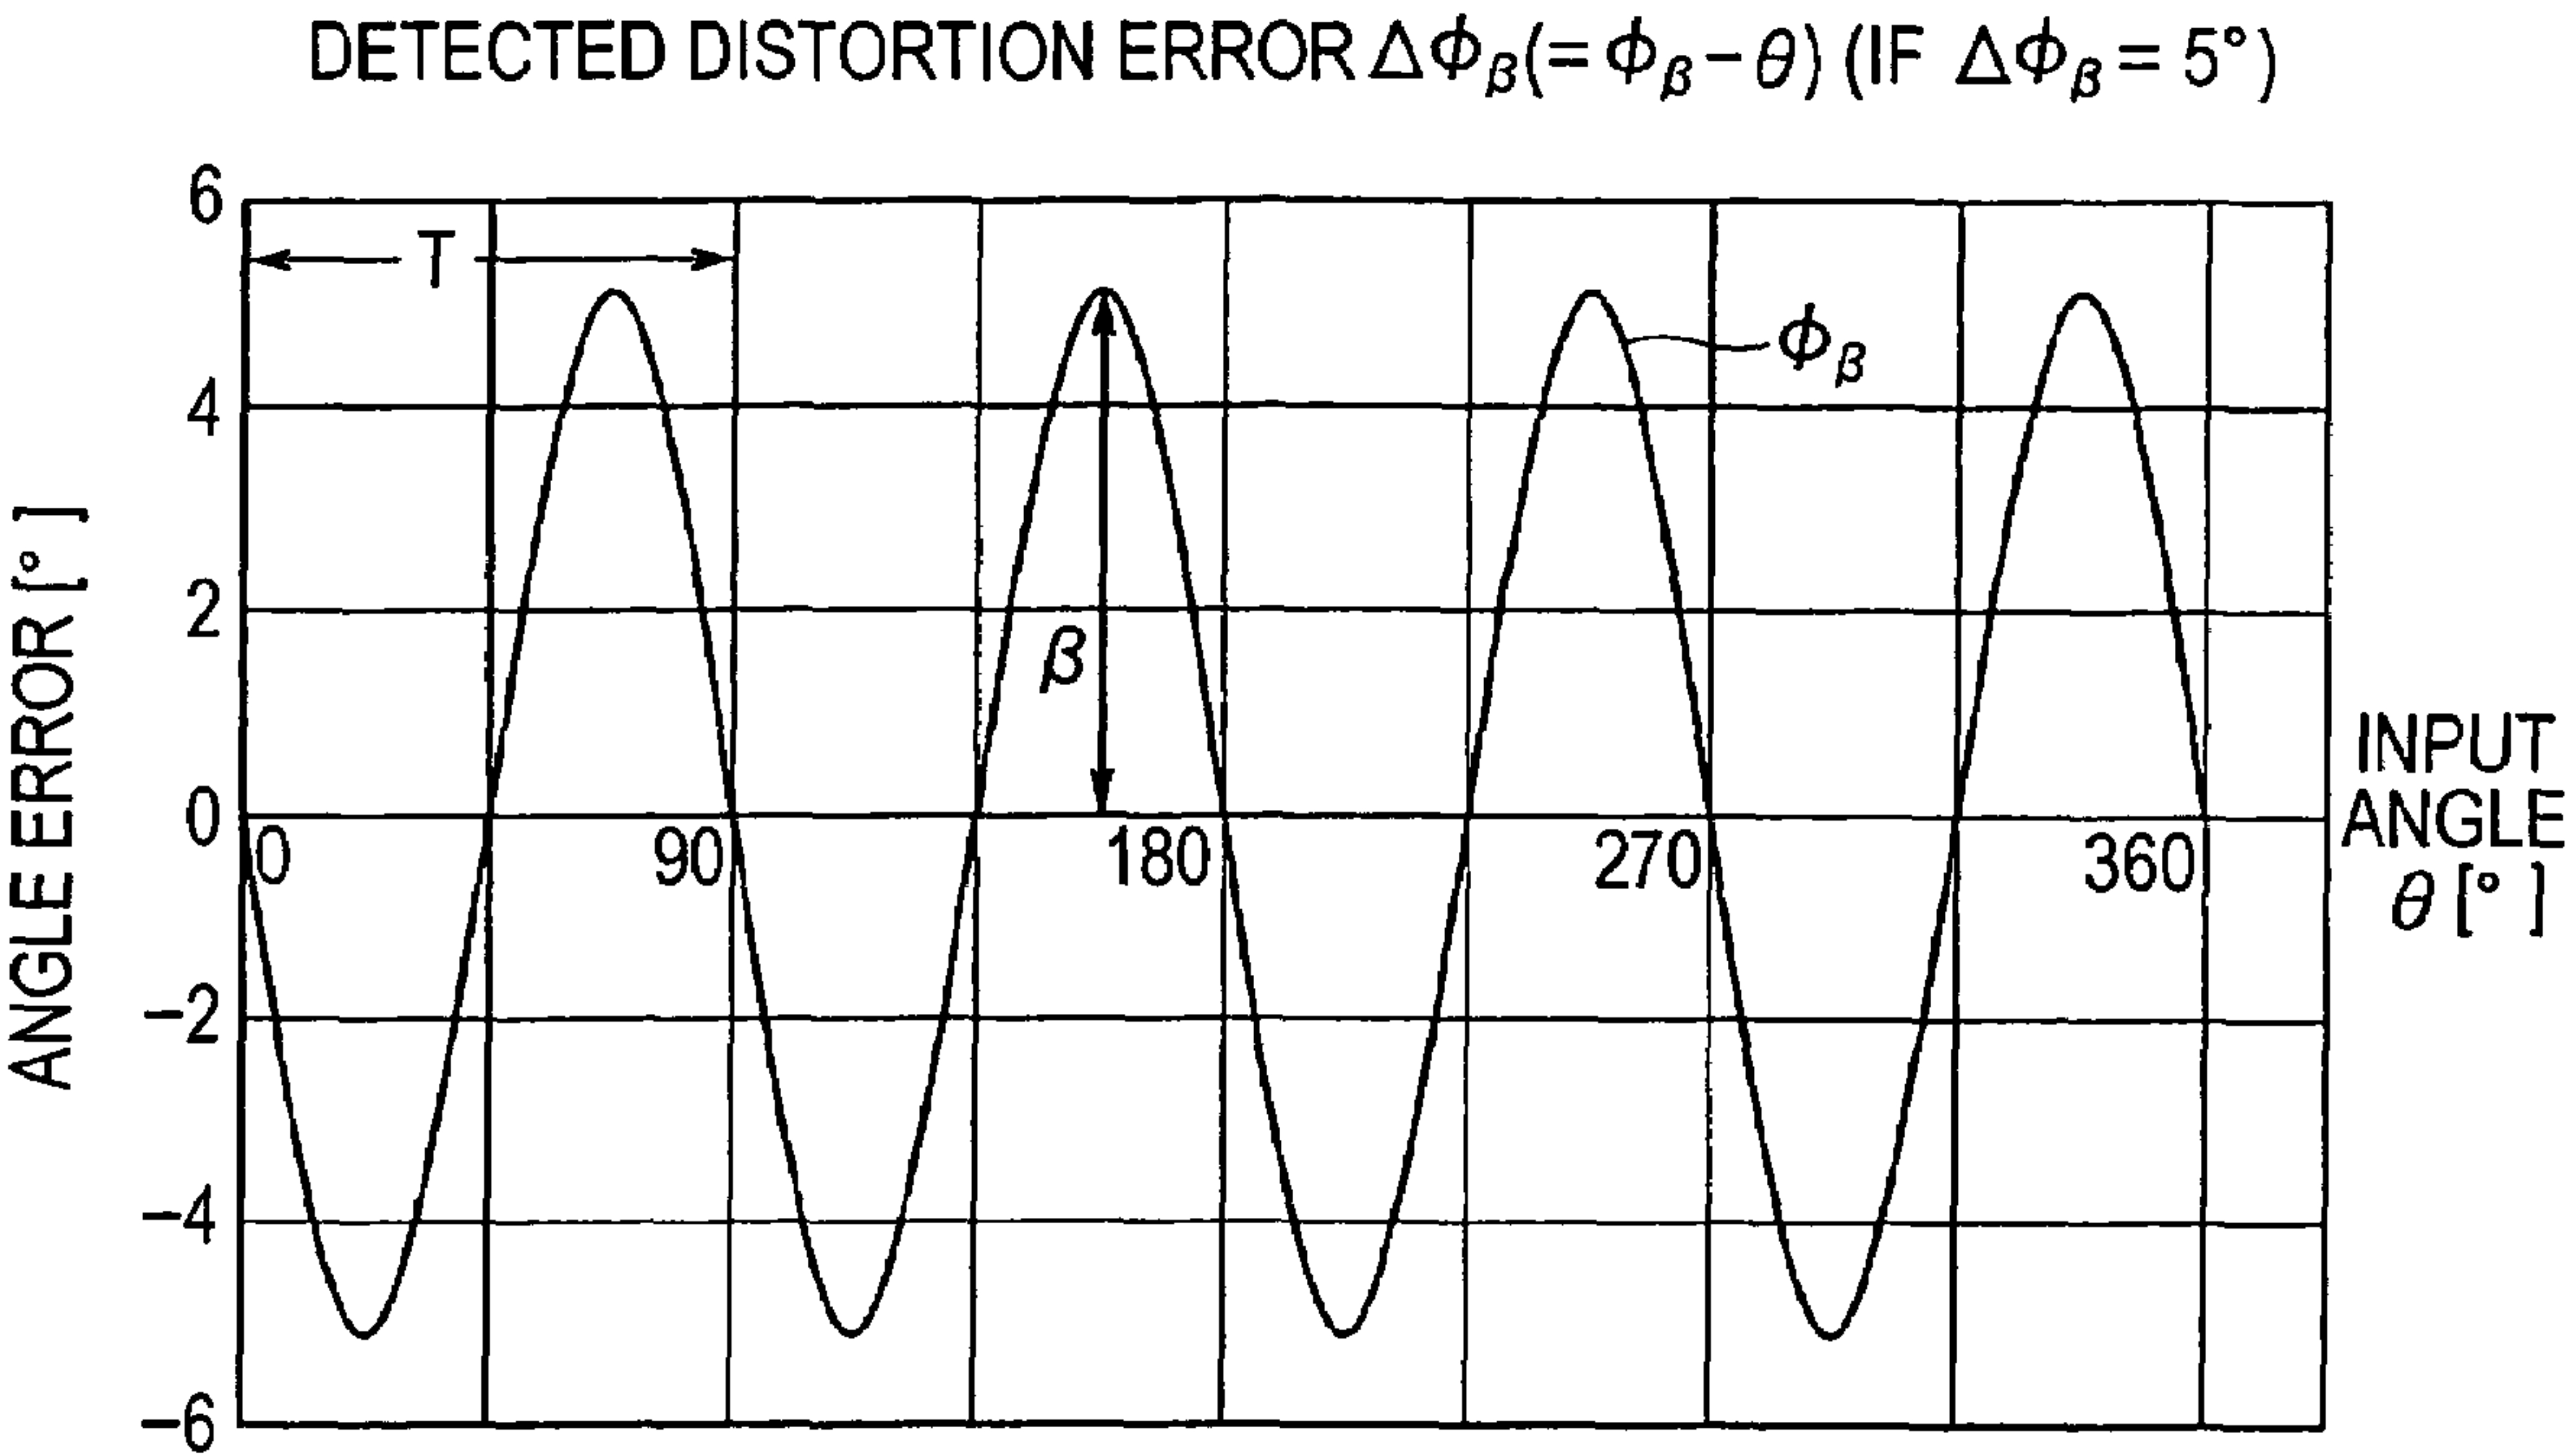 DETECTED DISTORTION ERROR Δϕβ(= ϕβ − θ) (IF Δϕβ = 5°)
6
T
ϕβ
4
2
β
0
0
90
180
270
360
INPUT
ANGLE
θ [° ]
−2
−4
−6
ANGLE ERROR [° ]